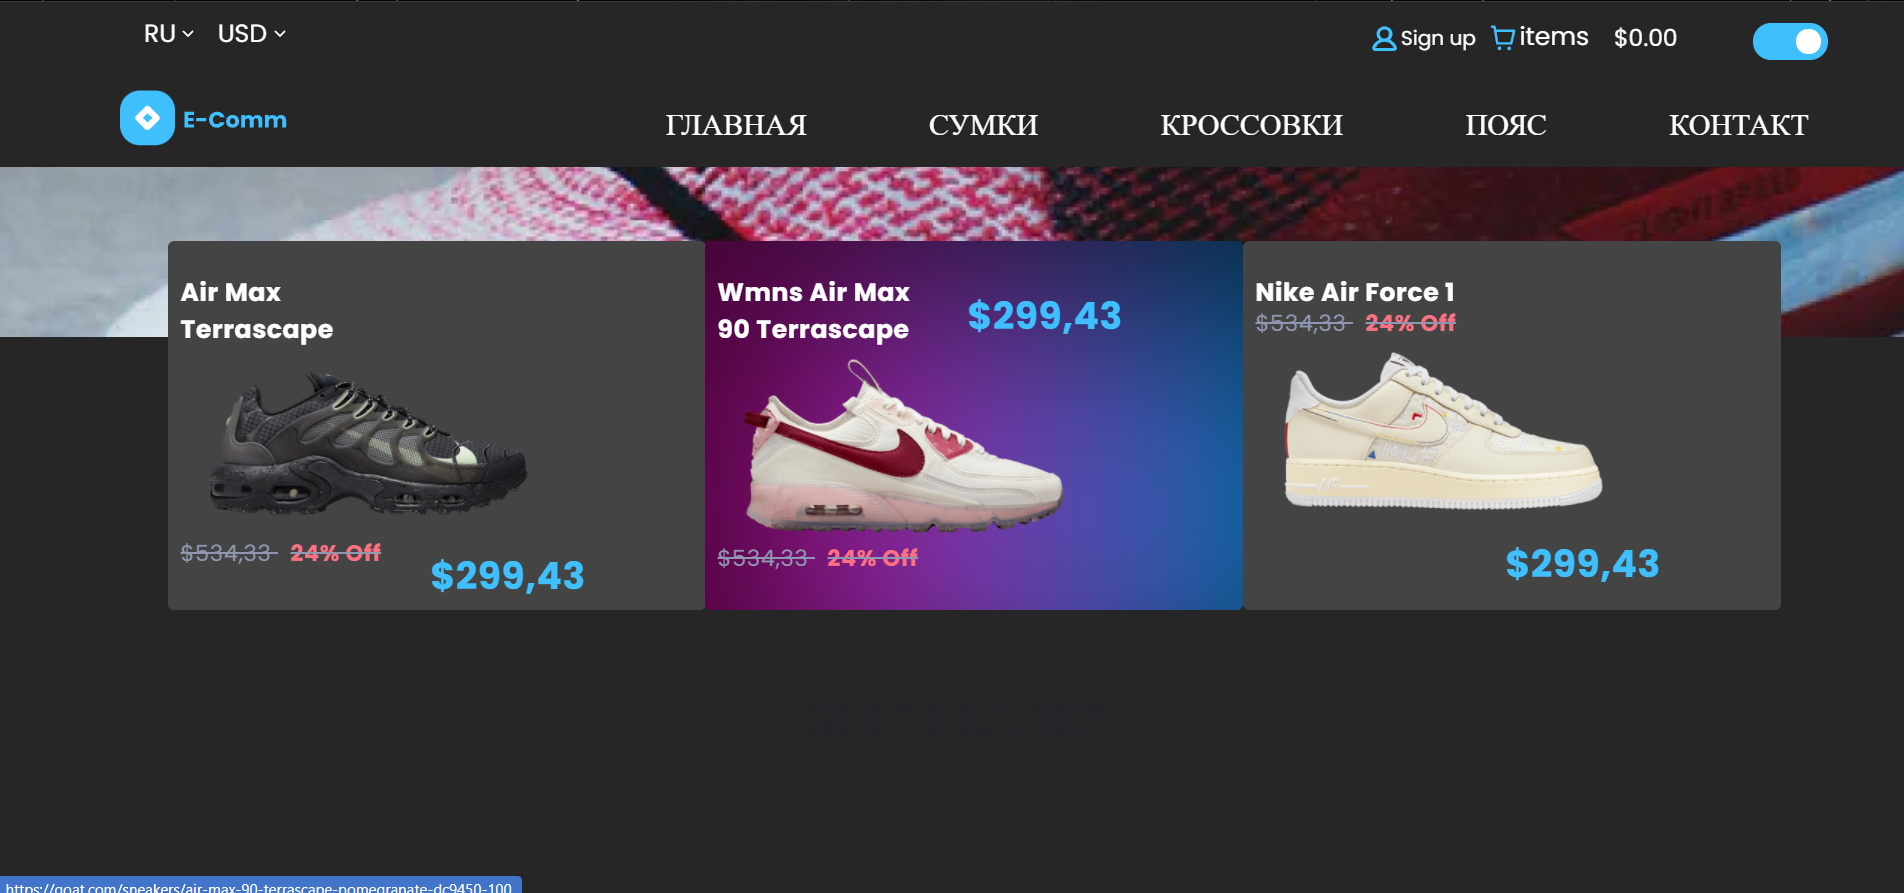 RU USD Sign up items $0.00
E-Comm ГЛАВНАЯ СУМКИ КРОССОВКИ ПОЯС КОНТАКТ
Air Max
Terrascape
$534,33 24% Off
$299,43
Wmns Air Max
90 Terrascape
$299,43
$534,33 24% Off
Nike Air Force 1
$534,33 24% Off
$299,43
https://goat.com/sneakers/air-max-90-terrascape-pomegranate-dc9450-100